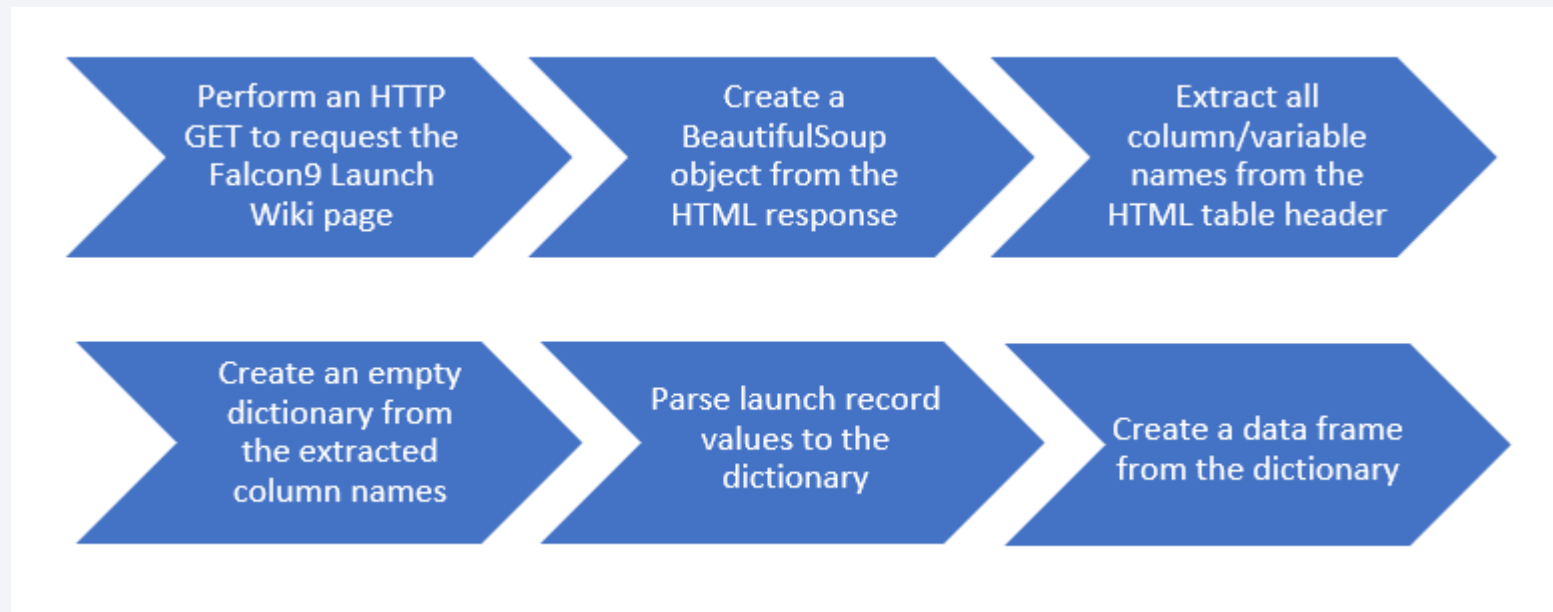 Perform an HTTP
GET to request the
Falcon9 Launch
Wiki page
Create a
BeautifulSoup
object from the
HTML response
Extract all
column/variable
names from the
HTML table header
Create an empty
dictionary from
the extracted
column names
Parse launch record
values to the
dictionary
Create a data frame
from the dictionary